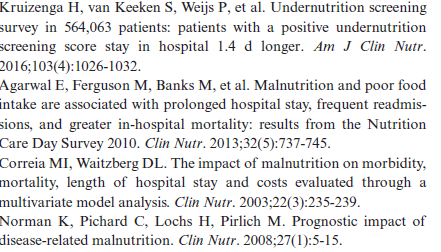 Kruizenga H, van Keeken S, Weijs P, et al. Undernutrition screening
survey in 564,063 patients: patients with a positive undernutrition
screening score stay in hospital 1.4 d longer. Am J Clin Nutr.
2016;103(4):1026-1032.
Agarwal E, Ferguson M, Banks M, et al. Malnutrition and poor food
intake are associated with prolonged hospital stay, frequent readmis-
sions, and greater in-hospital mortality: results from the Nutrition
Care Day Survey 2010. Clin Nutr. 2013;32(5):737-745.
Correia MI, Waitzberg DL. The impact of malnutrition on morbidity,
mortality, length of hospital stay and costs evaluated through a
multivariate model analysis. Clin Nutr. 2003;22(3):235-239.
Norman K, Pichard C, Lochs H, Pirlich M. Prognostic impact of
disease-related malnutrition. Clin Nutr. 2008;27(1):5-15.